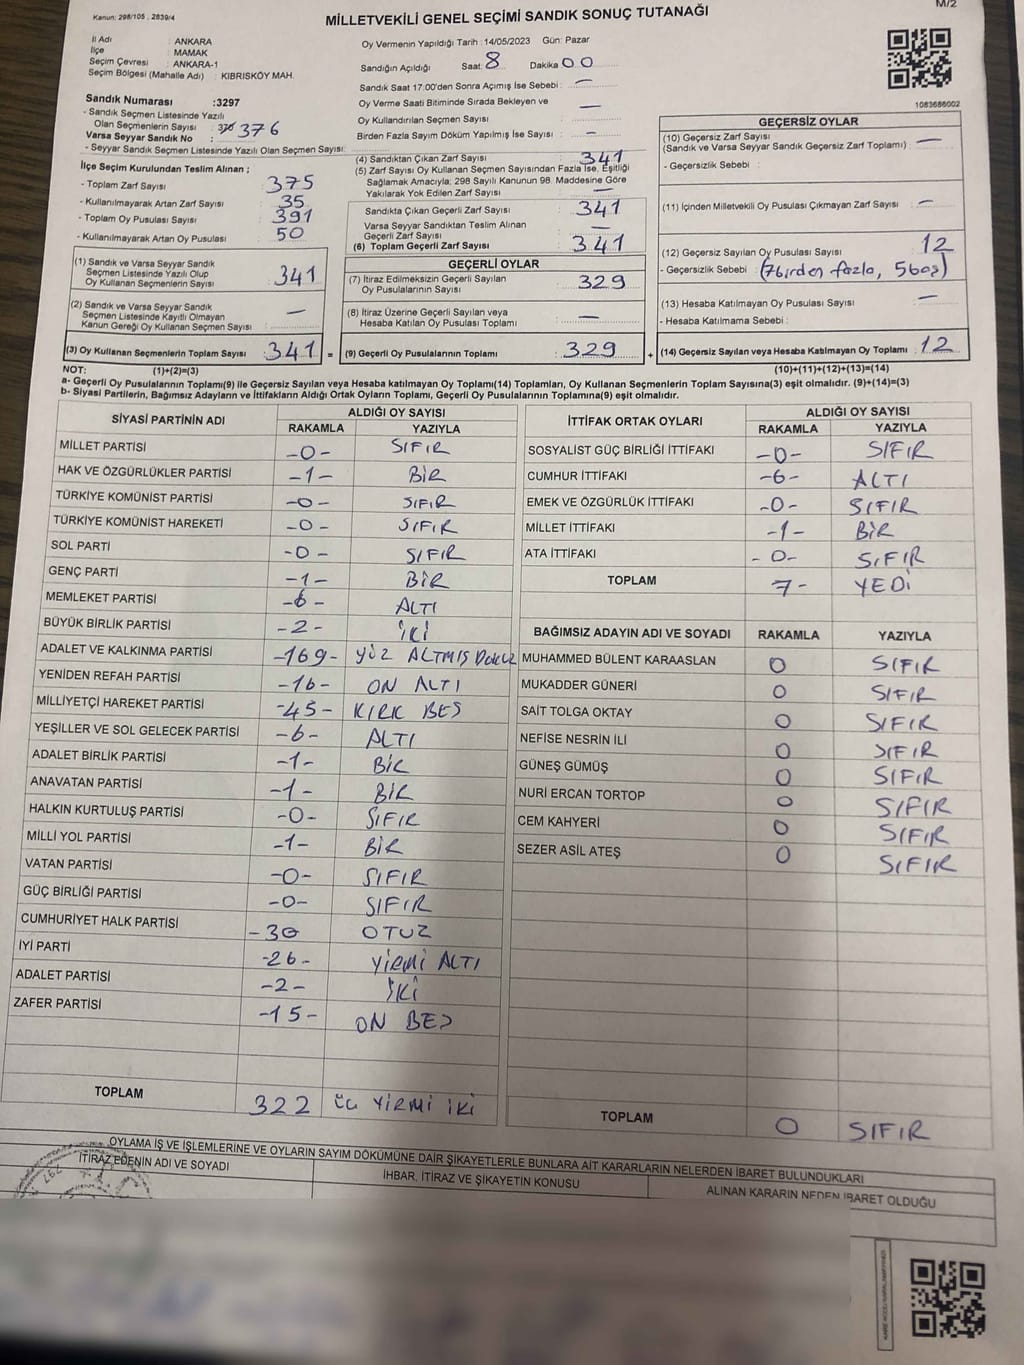 Kanun: 298/105 ; 2839/4
M/2
MİLLETVEKİLİ GENEL SEÇİMİ SANDIK SONUÇ TUTANAĞI
İl Adı : ANKARA
İlçe : MAMAK
Seçim Çevresi : ANKARA-1
Seçim Bölgesi (Mahalle Adı) : KIBRISKÖY MAH.
Oy Vermenin Yapıldığı Tarih :14/05/2023 Gün: Pazar
Sandığın Açıldığı Saat: 8 Dakika 00
Sandık Saat 17.00'den Sonra Açımış İse Sebebi : —
Oy Verme Saati Bitiminde Sırada Bekleyen ve
Oy Kullandırılan Seçmen Sayısı : —
Birden Fazla Sayım Döküm Yapılmış İse Sayısı : —
1083686002
Sandık Numarası :3297
- Sandık Seçmen Listesinde Yazılı
Olan Seçmenlerin Sayısı : 376 376
Varsa Seyyar Sandık No :
- Seyyar Sandık Seçmen Listesinde Yazılı Olan Seçmen Sayısı:
İlçe Seçim Kurulundan Teslim Alınan ;
- Toplam Zarf Sayısı : 375
- Kullanılmayarak Artan Zarf Sayısı : 35
- Toplam Oy Pusulası Sayısı : 391
- Kullanılmayarak Artan Oy Pusulası : 50
(1) Sandık ve Varsa Seyyar Sandık
Seçmen Listesinde Yazılı Olup
Oy Kullanan Seçmenlerin Sayısı : 341
(2) Sandık ve Varsa Seyyar Sandık
Seçmen Listesinde Kayıtlı Olmayan
Kanun Gereği Oy Kullanan Seçmen Sayısı : —
(3) Oy Kullanan Seçmenlerin Toplam Sayısı : 341 =
(4) Sandıktan Çıkan Zarf Sayısı : 341
(5) Zarf Sayısı Oy Kullanan Seçmen Sayısından Fazla İse, Eşitliği
Sağlamak Amacıyla; 298 Sayılı Kanunun 98. Maddesine Göre
Yakılarak Yok Edilen Zarf Sayısı : —
Sandıkta Çıkan Geçerli Zarf Sayısı : 341
Varsa Seyyar Sandıktan Teslim Alınan
Geçerli Zarf Sayısı : —
(6) Toplam Geçerli Zarf Sayısı : 341
GEÇERLİ OYLAR
(7) İtiraz Edilmeksizin Geçerli Sayılan
Oy Pusulalarının Sayısı : 329
(8) İtiraz Üzerine Geçerli Sayılan veya
Hesaba Katılan Oy Pusulası Toplamı : —
(9) Geçerli Oy Pusulalarının Toplamı : 329 +
GEÇERSİZ OYLAR
(10) Geçersiz Zarf Sayısı
(Sandık ve Varsa Seyyar Sandık Geçersiz Zarf Toplamı) : —
- Geçersizlik Sebebi :
(11) İçinden Milletvekili Oy Pusulası Çıkmayan Zarf Sayısı : —
(12) Geçersiz Sayılan Oy Pusulası Sayısı : 12
- Geçersizlik Sebebi : (7birden fazla, 5boş)
(13) Hesaba Katılmayan Oy Pusulası Sayısı : —
- Hesaba Katılmama Sebebi :
(14) Geçersiz Sayılan veya Hesaba Katılmayan Oy Toplamı : 12
NOT: (1)+(2)=(3) (10)+(11)+(12)+(13)=(14)
a- Geçerli Oy Pusulalarının Toplamı(9) ile Geçersiz Sayılan veya Hesaba katılmayan Oy Toplamı(14) Toplamları, Oy Kullanan Seçmenlerin Toplam Sayısına(3) eşit olmalıdır. (9)+(14)=(3)
b- Siyasi Partilerin, Bağımsız Adayların ve İttifakların Aldığı Ortak Oyların Toplamı, Geçerli Oy Pusulalarının Toplamına(9) eşit olmalıdır.
SİYASİ PARTİNİN ADI ALDIĞI OY SAYISI
RAKAMLA YAZIYLA
MİLLET PARTİSİ -0- SIFIR
HAK VE ÖZGÜRLÜKLER PARTİSİ -1- BİR
TÜRKİYE KOMÜNİST PARTİSİ -0- SIFIR
TÜRKİYE KOMÜNİST HAREKETİ -0- SIFIR
SOL PARTİ -0- SIFIR
GENÇ PARTİ -1- BİR
MEMLEKET PARTİSİ -6- ALTI
BÜYÜK BİRLİK PARTİSİ -2- İKİ
ADALET VE KALKINMA PARTİSİ -169- YÜZ ALTMIŞ DOKUZ
YENİDEN REFAH PARTİSİ -16- ON ALTI
MİLLİYETÇİ HAREKET PARTİSİ -45- KIRK BEŞ
YEŞİLLER VE SOL GELECEK PARTİSİ -6- ALTI
ADALET BİRLİK PARTİSİ -1- BİR
ANAVATAN PARTİSİ -1- BİR
HALKIN KURTULUŞ PARTİSİ -0- SIFIR
MİLLİ YOL PARTİSİ -1- BİR
VATAN PARTİSİ -0- SIFIR
GÜÇ BİRLİĞİ PARTİSİ -0- SIFIR
CUMHURİYET HALK PARTİSİ -30 OTUZ
İYİ PARTİ -26- YİRMİ ALTI
ADALET PARTİSİ -2- İKİ
ZAFER PARTİSİ -15- ON BEŞ
TOPLAM 322 ÜÇ YİRMİ İKİ
İTTİFAK ORTAK OYLARI ALDIĞI OY SAYISI
RAKAMLA YAZIYLA
SOSYALİST GÜÇ BİRLİĞİ İTTİFAKI -0- SIFIR
CUMHUR İTTİFAKI -6- ALTI
EMEK VE ÖZGÜRLÜK İTTİFAKI -0- SIFIR
MİLLET İTTİFAKI -1- BİR
ATA İTTİFAKI -0- SIFIR
TOPLAM 7- YEDİ
BAĞIMSIZ ADAYIN ADI VE SOYADI RAKAMLA YAZIYLA
MUHAMMED BÜLENT KARAASLAN 0 SIFIR
MUKADDER GÜNERİ 0 SIFIR
SAİT TOLGA OKTAY 0 SIFIR
NEFİSE NESRİN İLİ 0 SIFIR
GÜNEŞ GÜMÜŞ 0 SIFIR
NURİ ERCAN TORTOP 0 SIFIR
CEM KAHYERİ 0 SIFIR
SEZER ASİL ATEŞ 0 SIFIR
TOPLAM 0 SIFIR
OYLAMA İŞ VE İŞLEMLERİNE VE OYLARIN SAYIM DÖKÜMÜNE DAİR ŞİKAYETLERLE BUNLARA AİT KARARLARIN NELERDEN İBARET BULUNDUKLARI
İTİRAZ EDENİN ADI VE SOYADI İHBAR, İTİRAZ VE ŞİKAYETİN KONUSU ALINAN KARARIN NEDEN İBARET OLDUĞU